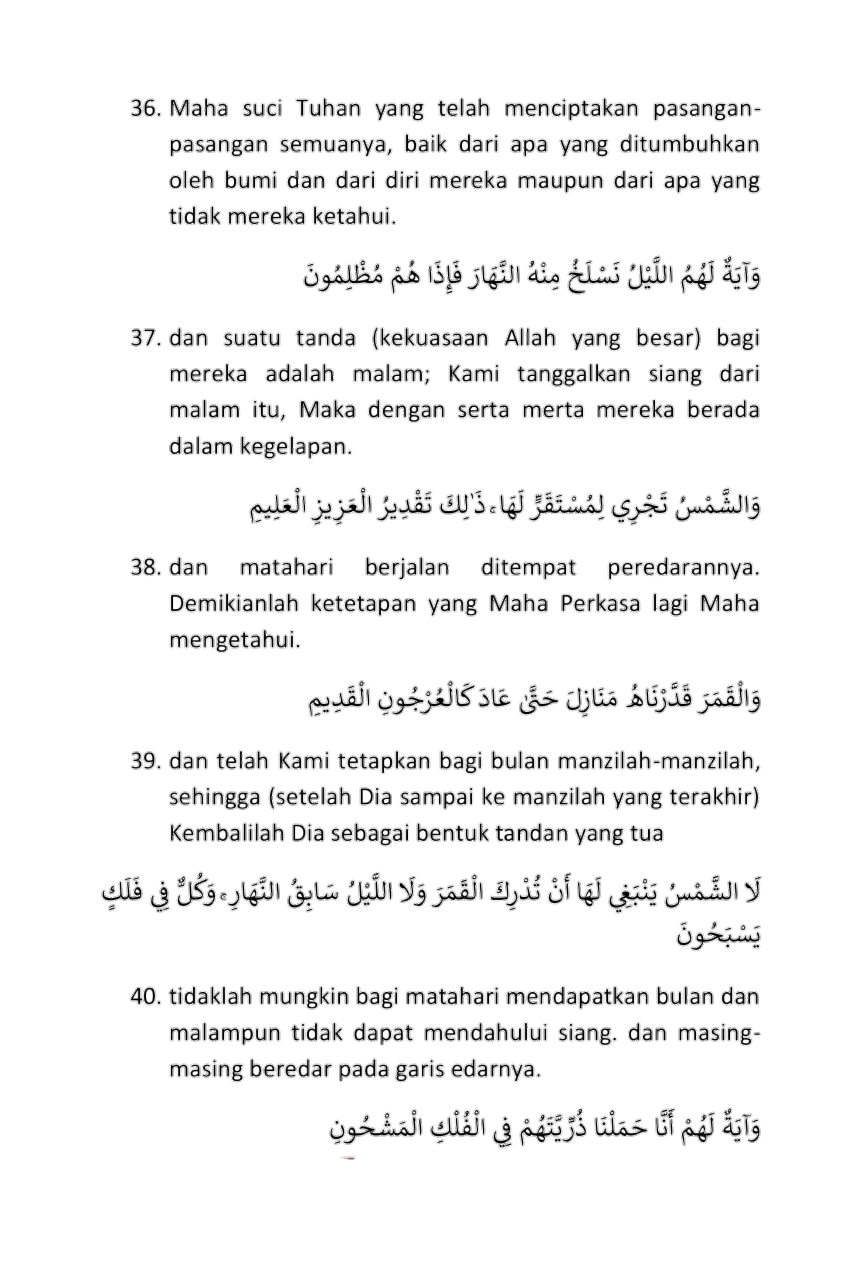 36. Maha suci Tuhan yang telah menciptakan pasangan-
pasangan semuanya, baik dari apa yang ditumbuhkan
oleh bumi dan dari diri mereka maupun dari apa yang
tidak mereka ketahui.
وَآيَةٌ لَهُمُ اللَّيْلُ نَسْلَخُ مِنْهُ النَّهَارَ فَإِذَا هُمْ مُظْلِمُونَ
37. dan suatu tanda (kekuasaan Allah yang besar) bagi
mereka adalah malam; Kami tanggalkan siang dari
malam itu, Maka dengan serta merta mereka berada
dalam kegelapan.
وَالشَّمْسُ تَجْرِي لِمُسْتَقَرٍّ لَهَا ۚ ذَٰلِكَ تَقْدِيرُ الْعَزِيزِ الْعَلِيمِ
38. dan matahari berjalan ditempat peredarannya.
Demikianlah ketetapan yang Maha Perkasa lagi Maha
mengetahui.
وَالْقَمَرَ قَدَّرْنَاهُ مَنَازِلَ حَتَّىٰ عَادَ كَالْعُرْجُونِ الْقَدِيمِ
39. dan telah Kami tetapkan bagi bulan manzilah-manzilah,
sehingga (setelah Dia sampai ke manzilah yang terakhir)
Kembalilah Dia sebagai bentuk tandan yang tua
لَا الشَّمْسُ يَنْبَغِي لَهَا أَنْ تُدْرِكَ الْقَمَرَ وَلَا اللَّيْلُ سَابِقُ النَّهَارِ ۚ وَكُلٌّ فِي فَلَكٍ
يَسْبَحُونَ
40. tidaklah mungkin bagi matahari mendapatkan bulan dan
malampun tidak dapat mendahului siang. dan masing-
masing beredar pada garis edarnya.
وَآيَةٌ لَهُمْ أَنَّا حَمَلْنَا ذُرِّيَّتَهُمْ فِي الْفُلْكِ الْمَشْحُونِ